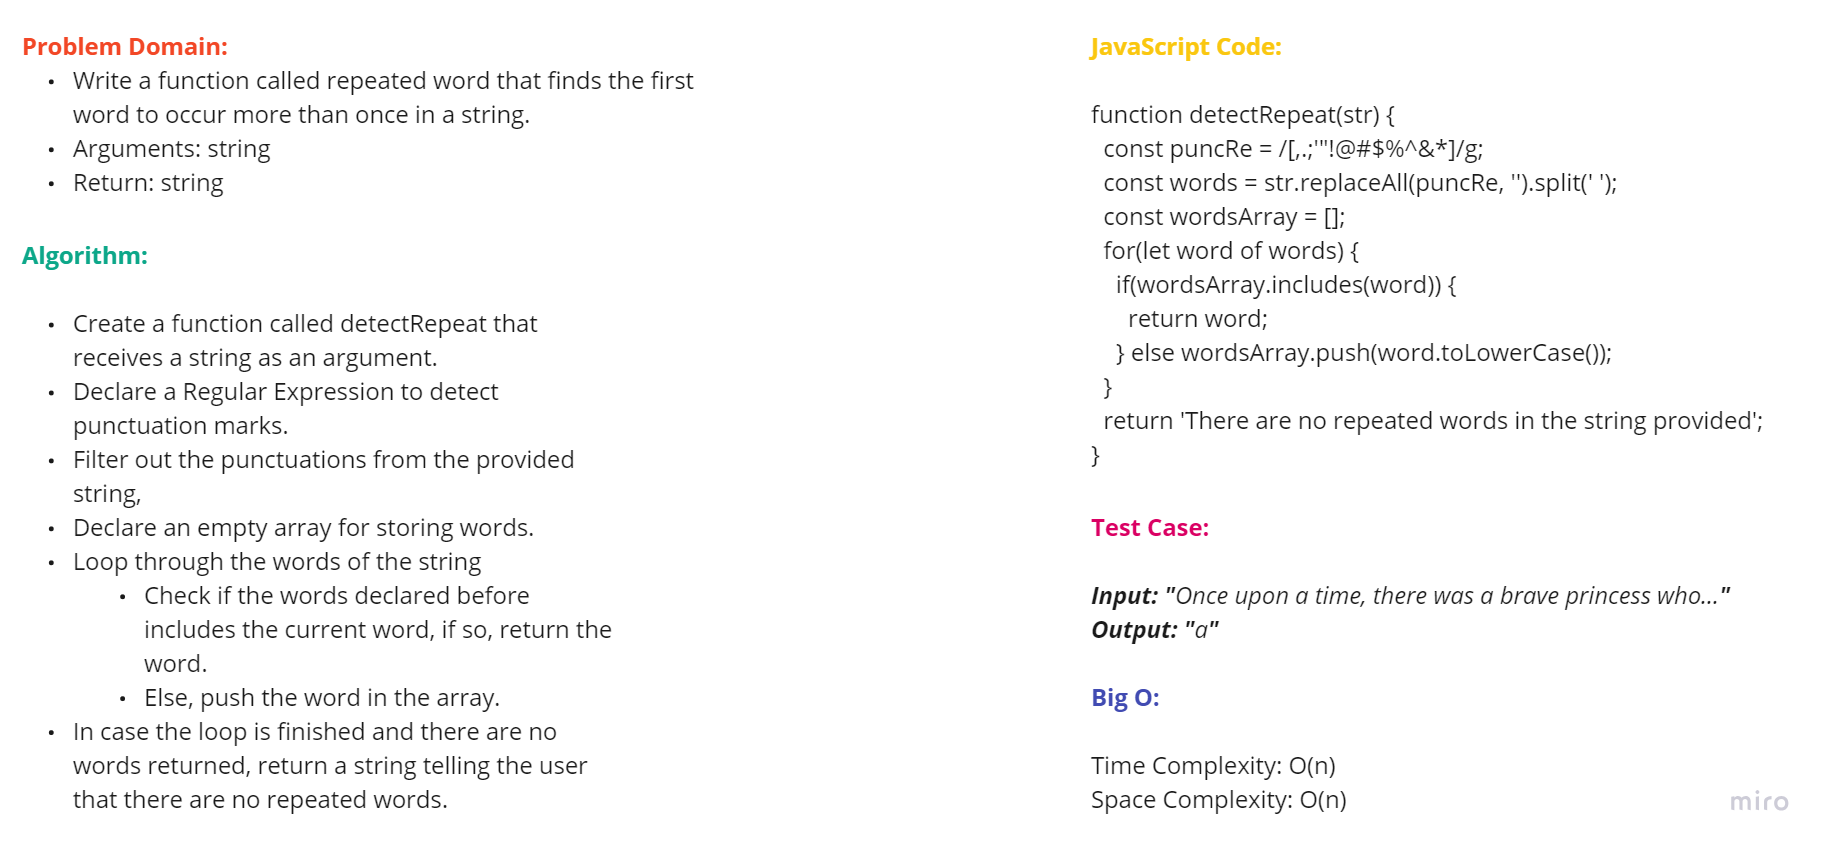 Problem Domain:
• Write a function called repeated word that finds the first
word to occur more than once in a string.
• Arguments: string
• Return: string
Algorithm:
• Create a function called detectRepeat that
receives a string as an argument.
• Declare a Regular Expression to detect
punctuation marks.
• Filter out the punctuations from the provided
string,
• Declare an empty array for storing words.
• Loop through the words of the string
• Check if the words declared before
includes the current word, if so, return the
word.
• Else, push the word in the array.
• In case the loop is finished and there are no
words returned, return a string telling the user
that there are no repeated words.
JavaScript Code:
function detectRepeat(str) {
const puncRe = /[,.;'"!@#$%^&*]/g;
const words = str.replaceAll(puncRe, '').split(' ');
const wordsArray = [];
for(let word of words) {
if(wordsArray.includes(word)) {
return word;
} else wordsArray.push(word.toLowerCase());
}
return 'There are no repeated words in the string provided';
}
Test Case:
Input: "Once upon a time, there was a brave princess who..."
Output: "a"
Big O:
Time Complexity: O(n)
Space Complexity: O(n)
miro